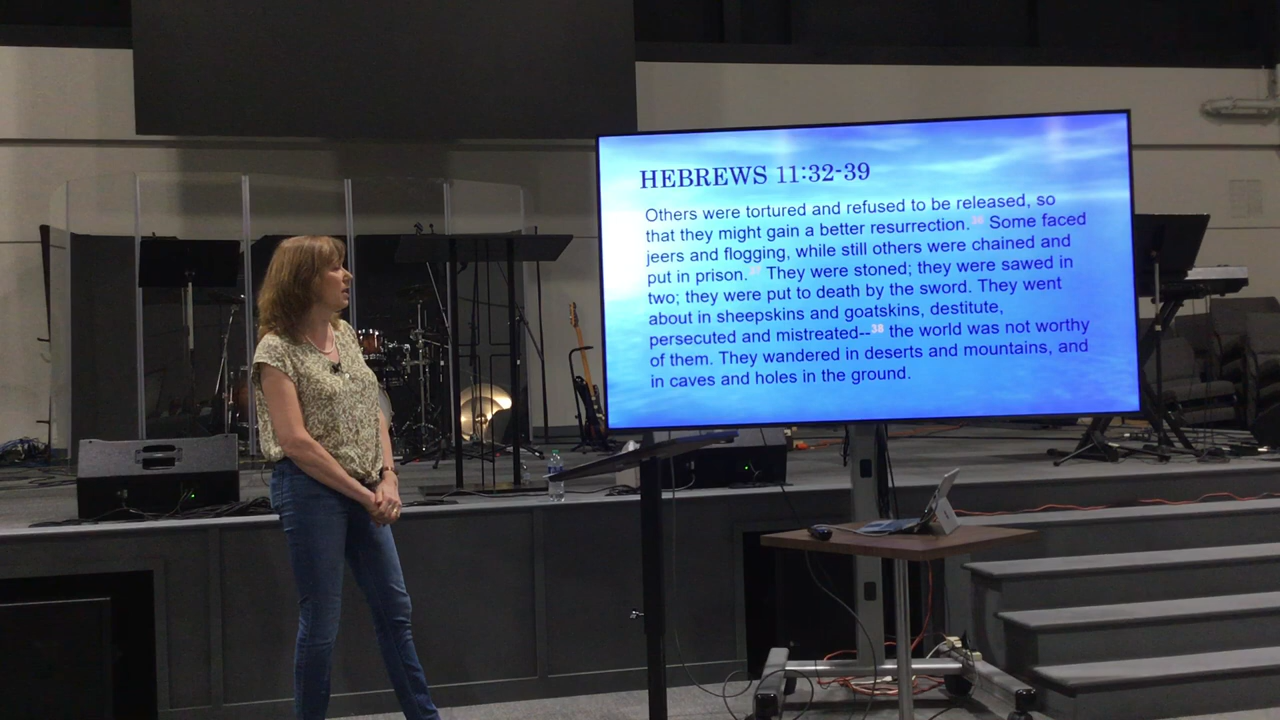 HEBREWS 11:32-39
Others were tortured and refused to be released, so
that they might gain a better resurrection. 36 Some faced
jeers and flogging, while still others were chained and
put in prison. 37 They were stoned; they were sawed in
two; they were put to death by the sword. They went
about in sheepskins and goatskins, destitute,
persecuted and mistreated--38 the world was not worthy
of them. They wandered in deserts and mountains, and
in caves and holes in the ground.